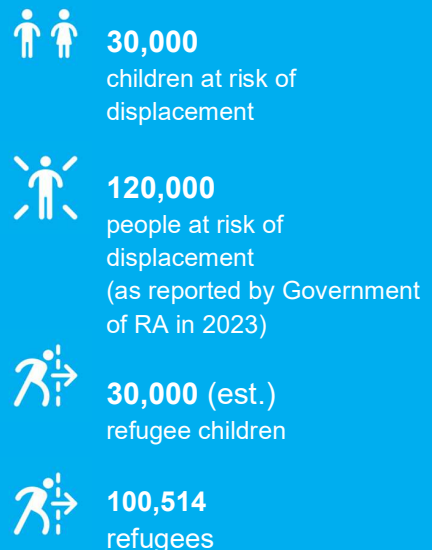 30,000
children at risk of
displacement
120,000
people at risk of
displacement
(as reported by Government
of RA in 2023)
30,000 (est.)
refugee children
100,514
refugees